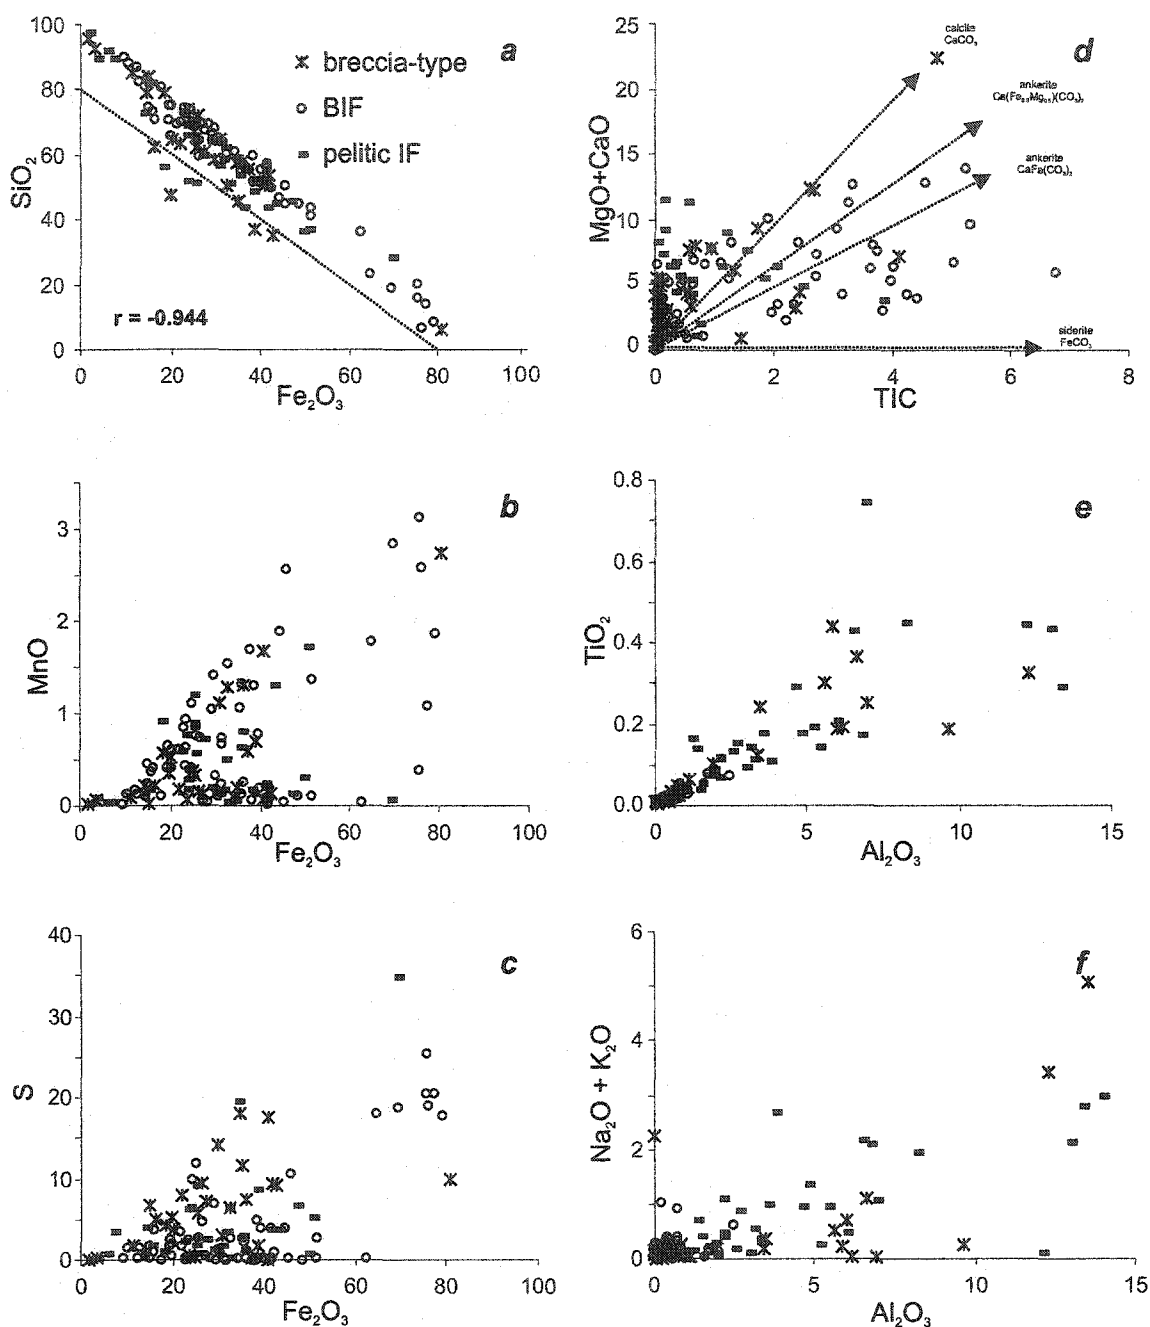 a
100
80
60
40
20
0
SiO₂
breccia-type
BIF
pelitic IF
r = -0.944
0
20
40
60
80
100
Fe₂O₃
d
25
20
15
10
5
0
MgO+CaO
calcite
CaCO₃
ankerite
ankerite
CaFe(CO₃)₂
siderite
FeCO₃
0
2
4
6
8
TIC
b
3
2
1
0
MnO
0
20
40
60
80
100
Fe₂O₃
e
0.8
0.6
0.4
0.2
0.0
TiO₂
0
5
10
15
Al₂O₃
c
40
30
20
10
0
S
0
20
40
60
80
100
Fe₂O₃
f
6
4
2
0
Na₂O + K₂O
0
5
10
15
Al₂O₃